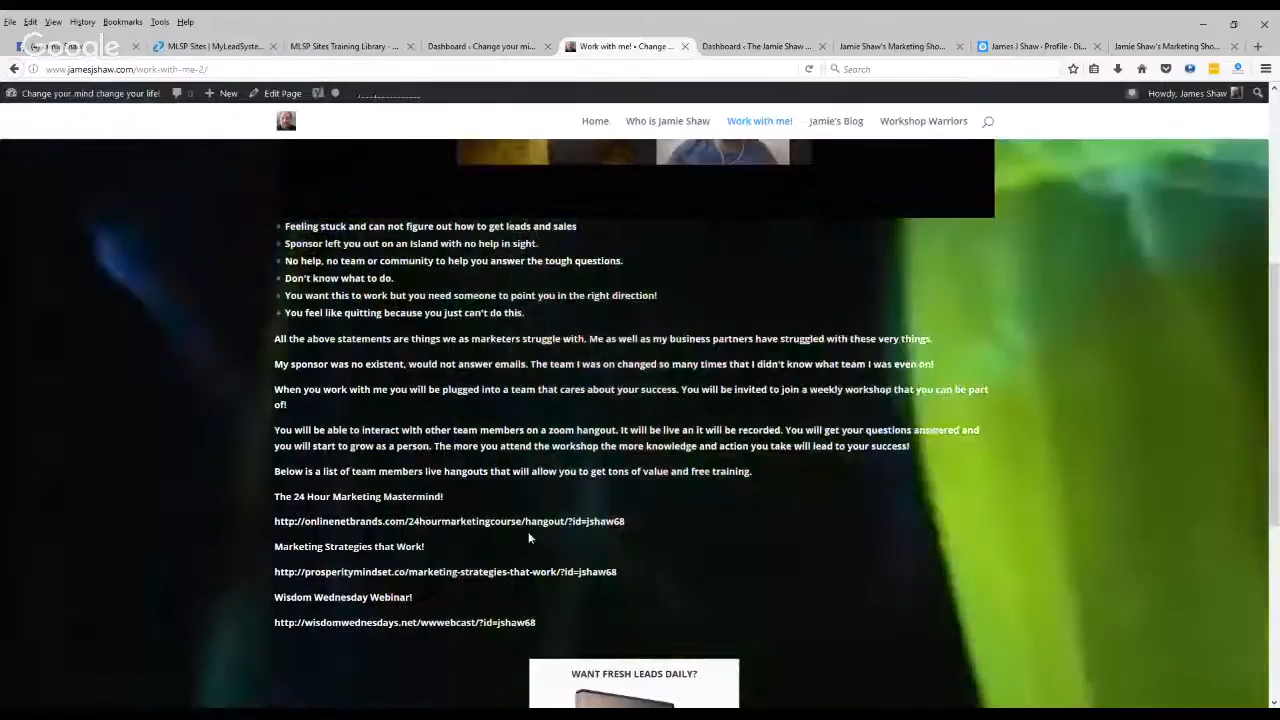 File Edit View History Bookmarks Tools Help
Google
MLSP Sites | MyLeadSyste...
MLSP Sites Training Library - ...
Dashboard ‹ Change your mi...
Work with me! • Change ...
Dashboard ‹ The Jamie Shaw ...
Jamie Shaw's Marketing Sho...
James J Shaw - Profile - Di...
Jamie Shaw's Marketing Sho...
www.jamesjshaw.com/work-with-me-2/
Search
Change your mind change your life!
0
New
Edit Page
Howdy, James Shaw
Home
Who is Jamie Shaw
Work with me!
Jamie's Blog
Workshop Warriors
Feeling stuck and can not figure out how to get leads and sales
Sponsor left you out on an Island with no help in sight.
No help, no team or community to help you answer the tough questions.
Don't know what to do.
You want this to work but you need someone to point you in the right direction!
You feel like quitting because you just can't do this.
All the above statements are things we as marketers struggle with. Me as well as my business partners have struggled with these very things.
My sponsor was no existent, would not answer emails. The team I was on changed so many times that I didn't know what team I was even on!
When you work with me you will be plugged into a team that cares about your success. You will be invited to join a weekly workshop that you can be part
of!
You will be able to interact with other team members on a zoom hangout. It will be live an it will be recorded. You will get your questions answered and
you will start to grow as a person. The more you attend the workshop the more knowledge and action you take will lead to your success!
Below is a list of team members live hangouts that will allow you to get tons of value and free training.
The 24 Hour Marketing Mastermind!
http://onlinenetbrands.com/24hourmarketingcourse/hangout/?id=jshaw68
Marketing Strategies that Work!
http://prosperitymindset.co/marketing-strategies-that-work/?id=jshaw68
Wisdom Wednesday Webinar!
http://wisdomwednesdays.net/wwwebcast/?id=jshaw68
WANT FRESH LEADS DAILY?